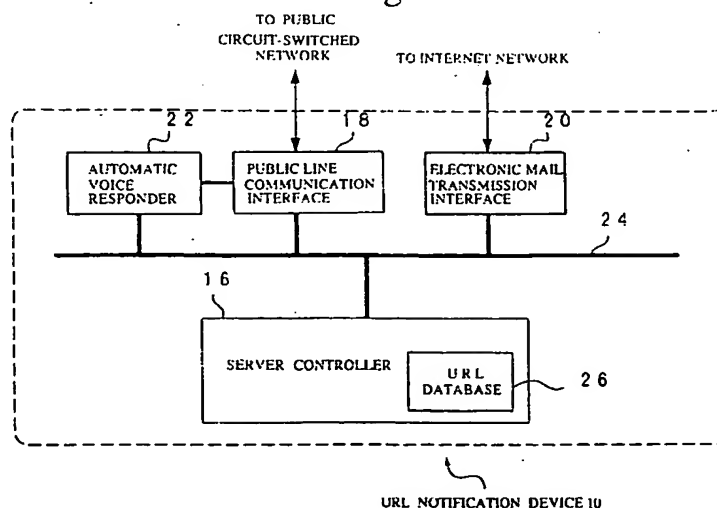 TO PUBLIC
CIRCUIT-SWITCHED
NETWORK
TO INTERNET NETWORK
22
18
20
AUTOMATIC
VOICE
RESPONDER
PUBLIC LINE
COMMUNICATION
INTERFACE
ELECTRONIC MAIL
TRANSMISSION
INTERFACE
24
16
SERVER CONTROLLER
URL
DATABASE
26
URL NOTIFICATION DEVICE 10